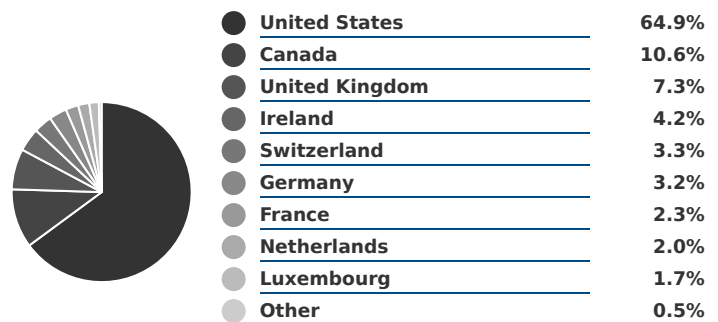 United States 64.9%
Canada 10.6%
United Kingdom 7.3%
Ireland 4.2%
Switzerland 3.3%
Germany 3.2%
France 2.3%
Netherlands 2.0%
Luxembourg 1.7%
Other 0.5%